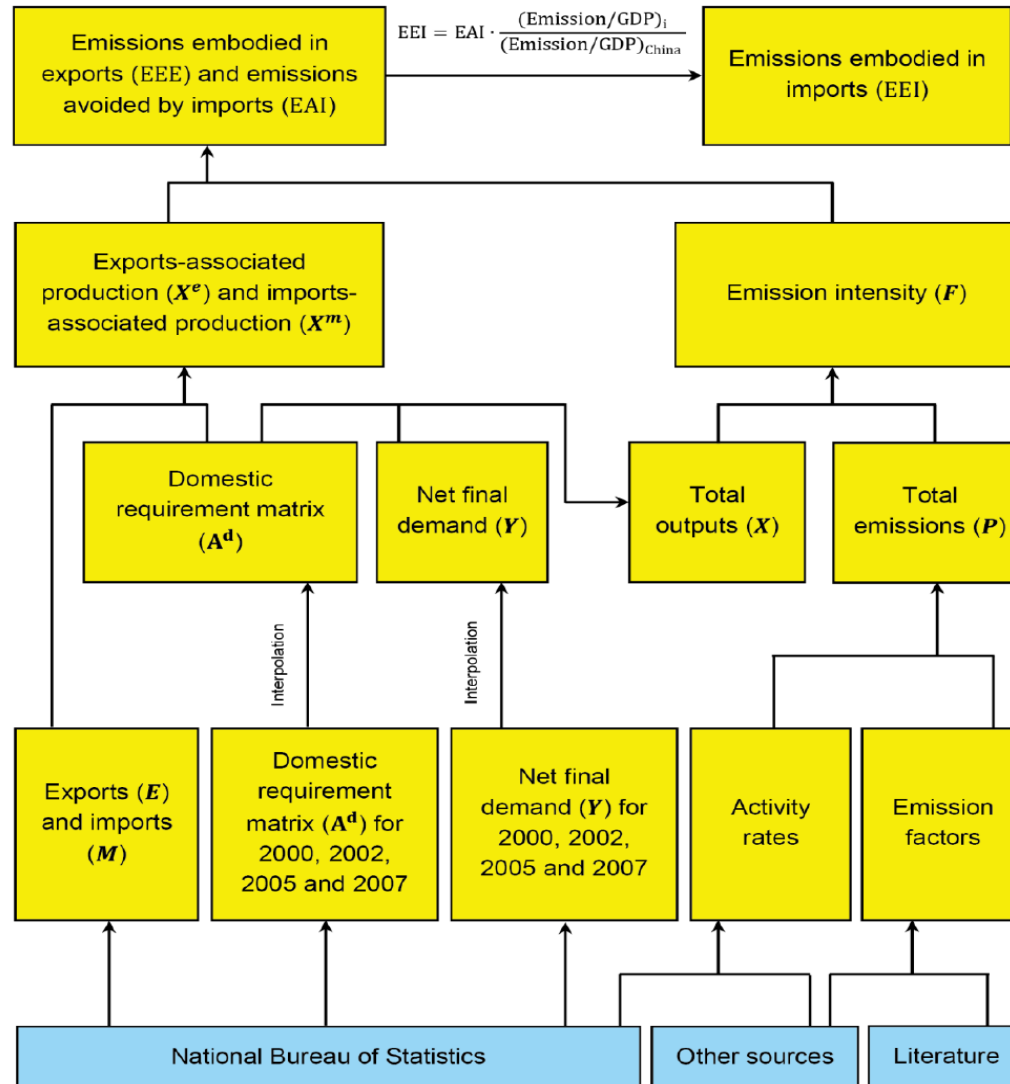 Emissions embodied in
exports (EEE) and emissions
avoided by imports (EAI)
EEI = EAI · (Emission/GDP)i / (Emission/GDP)China
Emissions embodied in
imports (EEI)
Exports-associated
production (Xᵉ) and imports-
associated production (Xᵐ)
Emission intensity (F)
Domestic
requirement matrix
(Aᵈ)
Net final
demand (Y)
Total
outputs (X)
Total
emissions (P)
Interpolation
Interpolation
Exports (E)
and imports
(M)
Domestic
requirement
matrix (Aᵈ) for
2000, 2002,
2005 and 2007
Net final
demand (Y) for
2000, 2002,
2005 and 2007
Activity
rates
Emission
factors
National Bureau of Statistics
Other sources
Literature